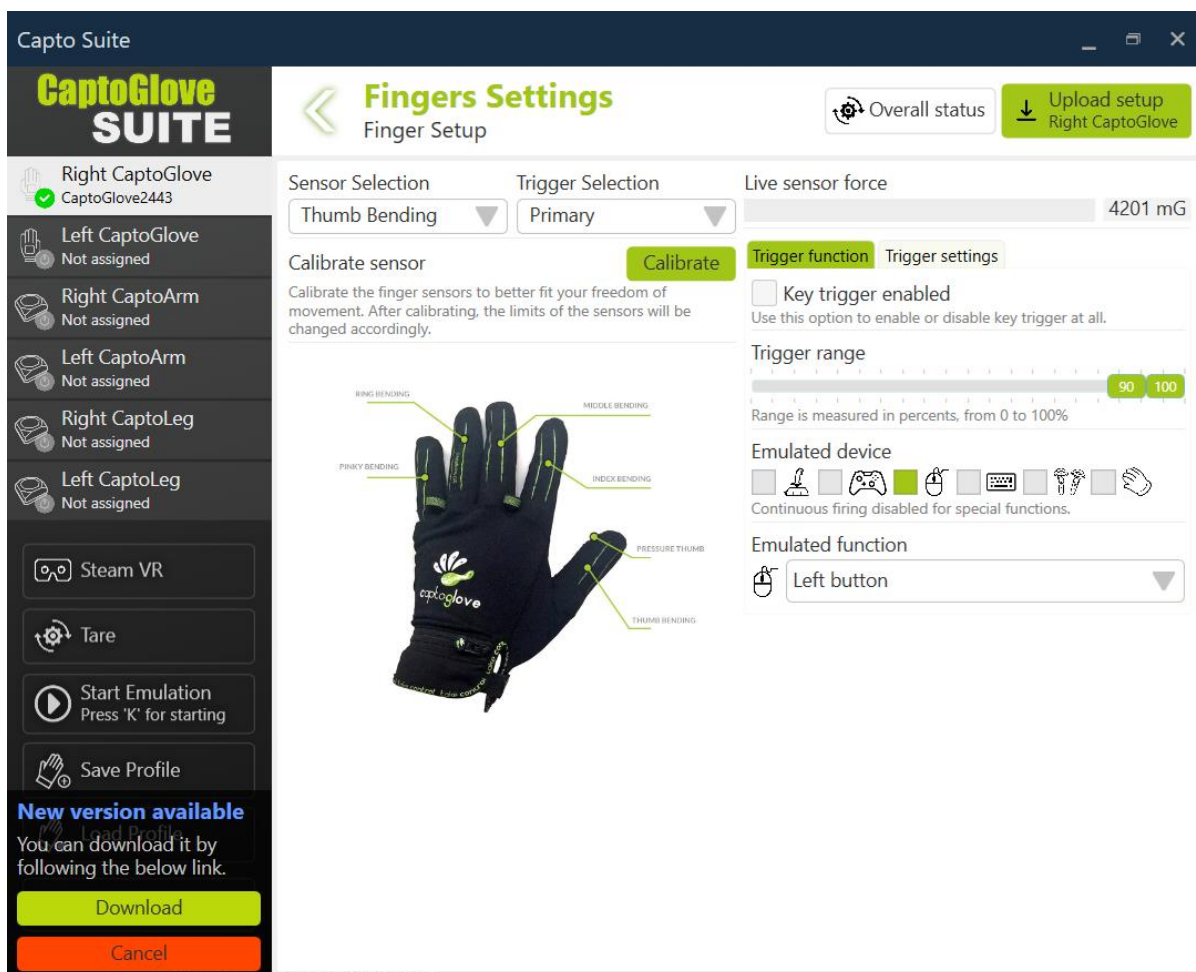 Capto Suite
CaptoGlove
SUITE
Right CaptoGlove
CaptoGlove2443
Left CaptoGlove
Not assigned
Right CaptoArm
Not assigned
Left CaptoArm
Not assigned
Right CaptoLeg
Not assigned
Left CaptoLeg
Not assigned
Steam VR
Tare
Start Emulation
Press 'K' for starting
Save Profile
Load Profile
New version available
You can download it by
following the below link.
Download
Cancel
Fingers Settings
Finger Setup
Overall status
Upload setup
Right CaptoGlove
Sensor Selection
Thumb Bending
Trigger Selection
Primary
Calibrate sensor
Calibrate
Calibrate the finger sensors to better fit your freedom of
movement. After calibrating, the limits of the sensors will be
changed accordingly.
RING BENDING
MIDDLE BENDING
PINKY BENDING
INDEX BENDING
PRESSURE THUMB
THUMB BENDING
captoglove
Live sensor force
4201 mG
Trigger function
Trigger settings
Key trigger enabled
Use this option to enable or disable key trigger at all.
Trigger range
90 100
Range is measured in percents, from 0 to 100%
Emulated device
Continuous firing disabled for special functions.
Emulated function
Left button